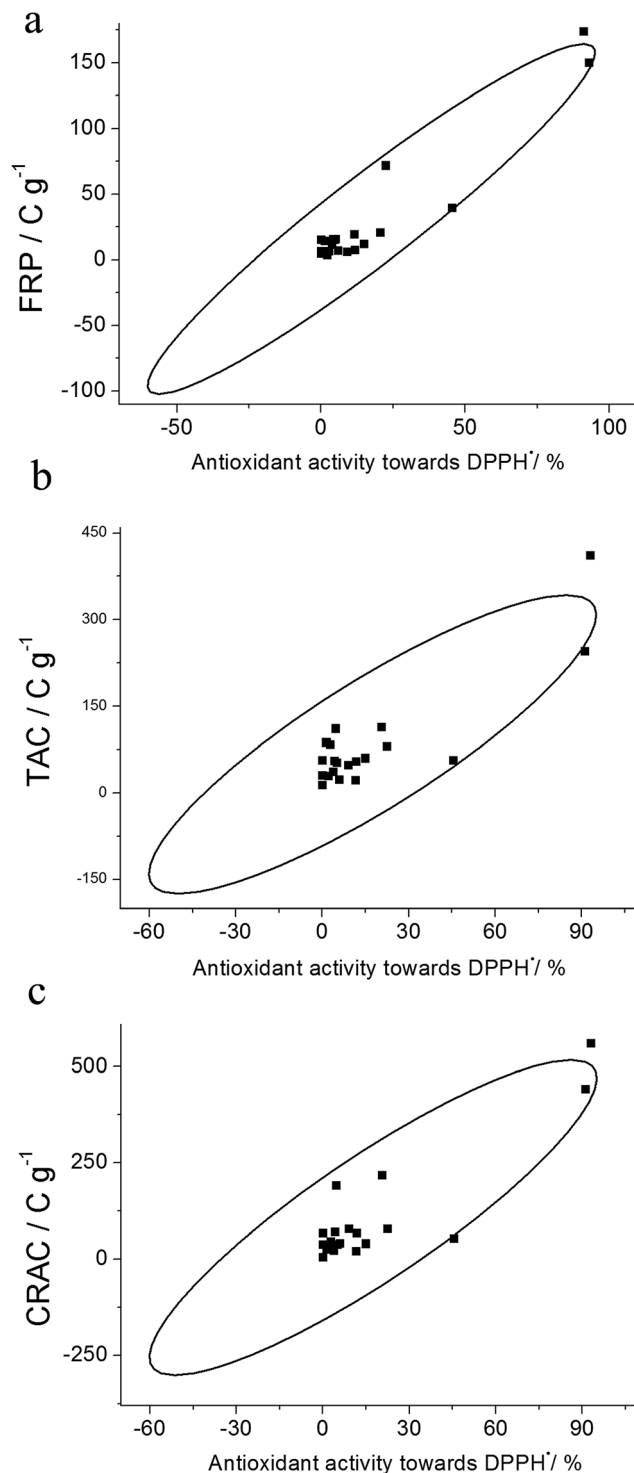 a
FRP / C g⁻¹
150
100
50
0
-50
-100
-50 0 50 100
Antioxidant activity towards DPPH•/ %
b
TAC / C g⁻¹
450
300
150
0
-150
-60 -30 0 30 60 90
Antioxidant activity towards DPPH•/ %
c
CRAC / C g⁻¹
500
250
0
-250
-60 -30 0 30 60 90
Antioxidant activity towards DPPH•/ %